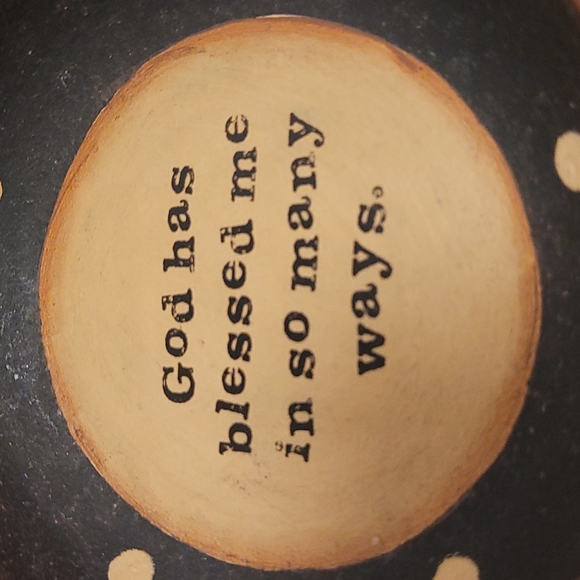 God has
blessed me
in so many
ways.